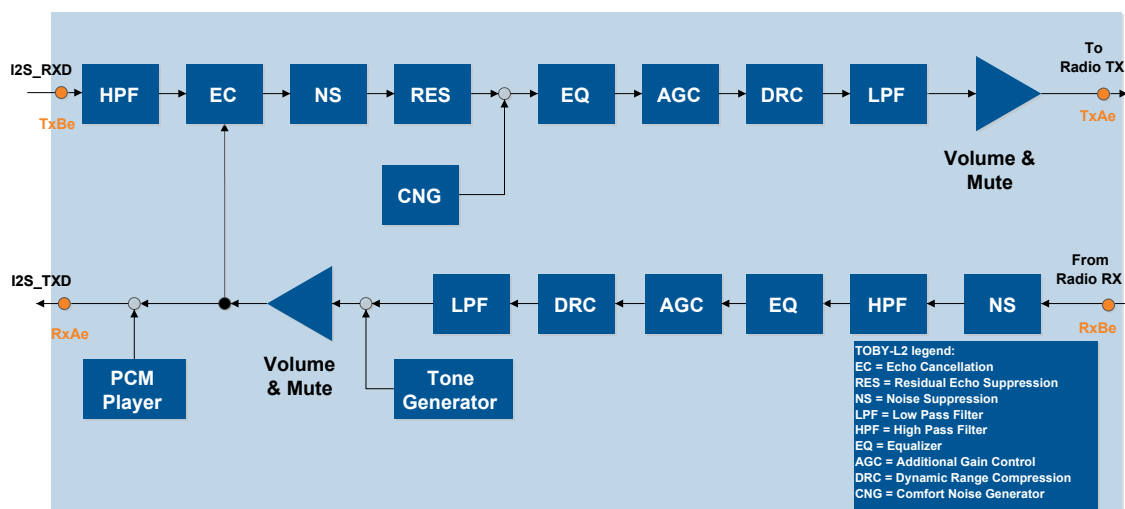 I2S_RXD
TxBe
HPF
EC
NS
RES
EQ
AGC
DRC
LPF
To
Radio TX
TxAe
Volume &
Mute
CNG
I2S_TXD
RxAe
LPF
DRC
AGC
EQ
HPF
NS
From
Radio RX
RxBe
Volume
& Mute
PCM
Player
Tone
Generator
TOBY-L2 legend:
EC = Echo Cancellation
RES = Residual Echo Suppression
NS = Noise Suppression
LPF = Low Pass Filter
HPF = High Pass Filter
EQ = Equalizer
AGC = Additional Gain Control
DRC = Dynamic Range Compression
CNG = Comfort Noise Generator